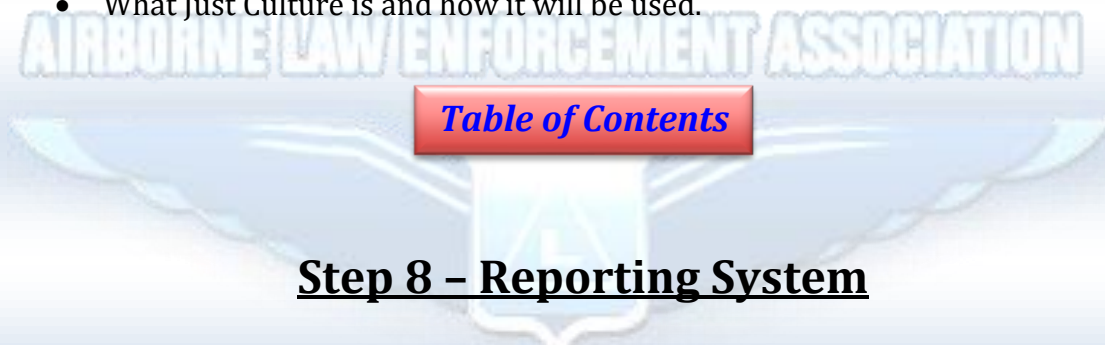 • What Just Culture is and how it will be used.
AIRBORNE LAW ENFORCEMENT ASSOCIATION
Table of Contents
Step 8 – Reporting System